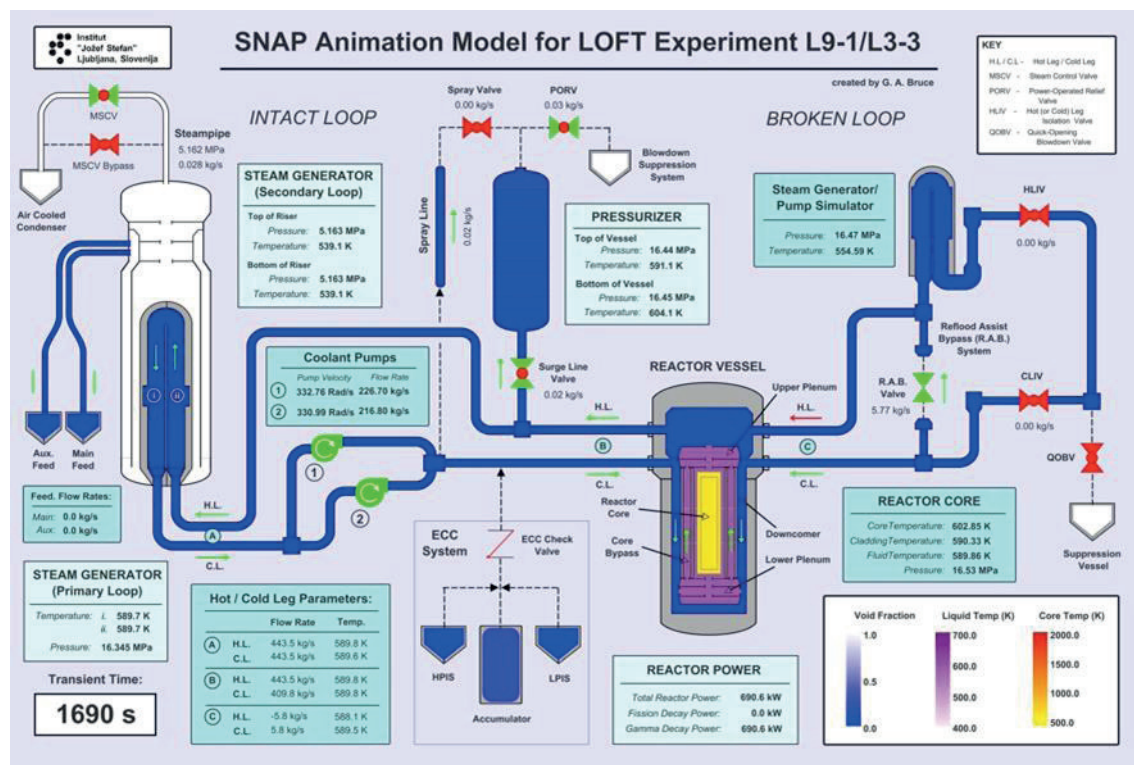 Institut
"Jožef Stefan"
Ljubljana, Slovenija
SNAP Animation Model for LOFT Experiment L9-1/L3-3
created by G. A. Bruce
KEY
H.L / C.L - Hot Leg / Cold Leg
MSCV - Steam Control Valve
PORV - Power-Operated Relief
Valve
HLIV - Hot (or Cold) Leg
Isolation Valve
QOBV - Quick-Opening
Blowdown Valve
INTACT LOOP
BROKEN LOOP
MSCV
MSCV Bypass
Steampipe
5.162 MPa
0.028 kg/s
Air Cooled
Condenser
Spray Valve
0.00 kg/s
PORV
0.03 kg/s
Blowdown
Suppression
System
Spray Line
0.02 kg/s
STEAM GENERATOR
(Secondary Loop)
Top of Riser
Pressure: 5.163 MPa
Temperature: 539.1 K
Bottom of Riser
Pressure: 5.163 MPa
Temperature: 539.1 K
PRESSURIZER
Top of Vessel
Pressure: 16.44 MPa
Temperature: 591.1 K
Bottom of Vessel
Pressure: 16.45 MPa
Temperature: 604.1 K
Steam Generator/
Pump Simulator
Pressure: 16.47 MPa
Temperature: 554.59 K
HLIV
0.00 kg/s
Reflood Assist
Bypass (R.A.B.)
System
R.A.B.
Valve
5.77 kg/s
CLIV
0.00 kg/s
QOBV
Suppression
Vessel
Coolant Pumps
Pump Velocity Flow Rate
1 332.76 Rad/s 226.70 kg/s
2 330.99 Rad/s 216.80 kg/s
Surge Line
Valve
0.02 kg/s
REACTOR VESSEL
Upper Plenum
H.L.
B
C.L.
H.L.
C
C.L.
i
ii
1
2
Aux.
Feed
Main
Feed
Feed. Flow Rates:
Main: 0.0 kg/s
Aux: 0.0 kg/s
H.L.
A
C.L.
Reactor
Core
Core
Bypass
Downcomer
Lower Plenum
ECC
System
ECC Check
Valve
HPIS
LPIS
Accumulator
REACTOR CORE
CoreTemperature: 602.85 K
CladdingTemperature: 590.33 K
FluidTemperature: 589.86 K
Pressure: 16.53 MPa
STEAM GENERATOR
(Primary Loop)
Temperature: i. 589.7 K
ii. 589.7 K
Pressure: 16.345 MPa
Transient Time:
1690 s
Hot / Cold Leg Parameters:
Flow Rate Temp.
A H.L. 443.5 kg/s 589.8 K
C.L. 443.5 kg/s 589.6 K
B H.L. 443.5 kg/s 589.8 K
C.L. 409.8 kg/s 589.8 K
C H.L. -5.8 kg/s 588.1 K
C.L. 5.8 kg/s 589.5 K
REACTOR POWER
Total Reactor Power: 690.6 kW
Fission Decay Power: 0.0 kW
Gamma Decay Power: 690.6 kW
Void Fraction Liquid Temp (K) Core Temp (K)
1.0 700.0 2000.0
600.0 1500.0
0.5
500.0 1000.0
0.0 400.0 500.0